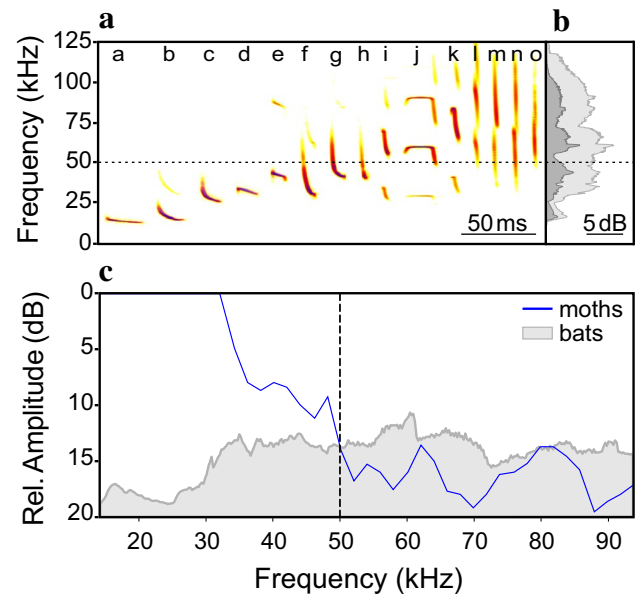 a
b
Frequency (kHz)
125
100
75
50
25
0
a b c d e f g h i j k l m n o
50 ms
5 dB
c
Rel. Amplitude (dB)
0
5
10
15
20
moths
bats
20 30 40 50 60 70 80 90
Frequency (kHz)